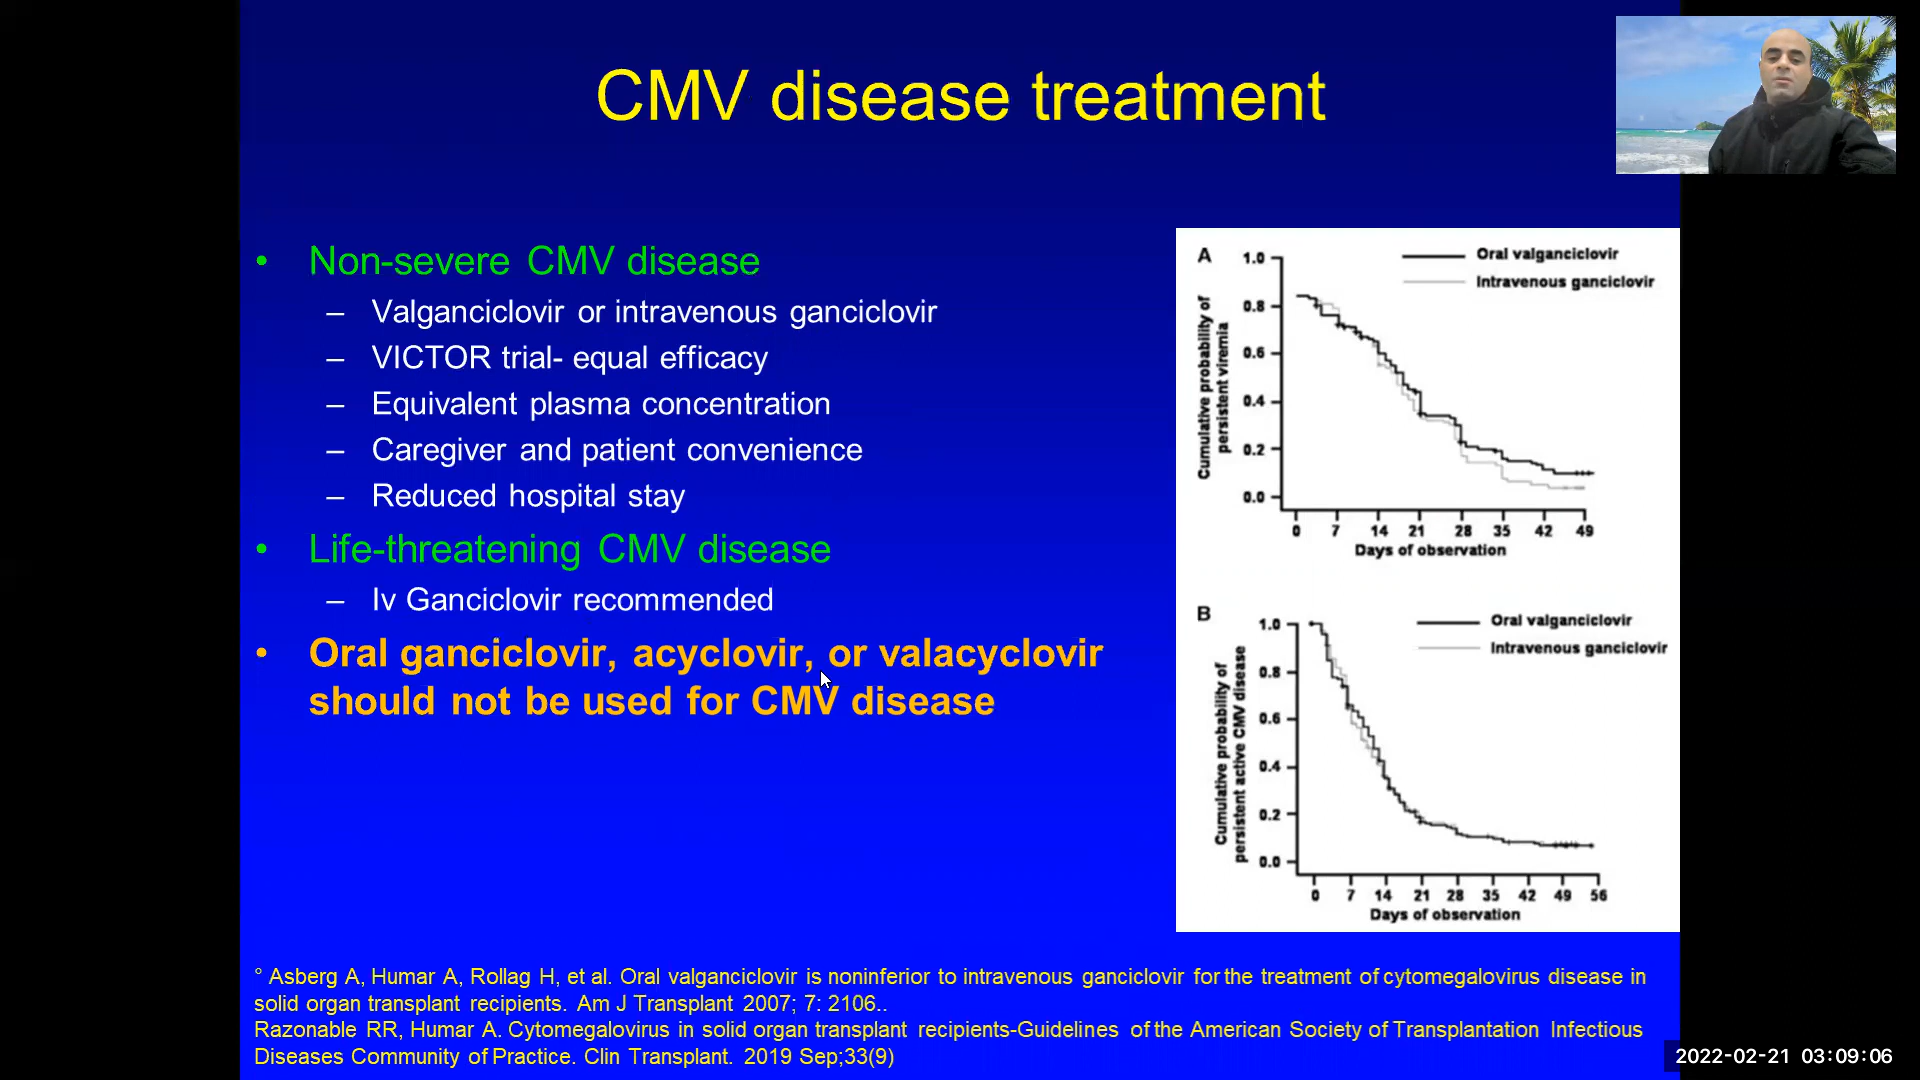 CMV disease treatment
• Non-severe CMV disease
– Valganciclovir or intravenous ganciclovir
– VICTOR trial- equal efficacy
– Equivalent plasma concentration
– Caregiver and patient convenience
– Reduced hospital stay
• Life-threatening CMV disease
– Iv Ganciclovir recommended
• Oral ganciclovir, acyclovir, or valacyclovir
should not be used for CMV disease
A
Oral valganciclovir
Intravenous ganciclovir
Cumulative probability of
persistent viremia
1.0
0.8
0.6
0.4
0.2
0.0
0 7 14 21 28 35 42 49
Days of observation
B
Oral valganciclovir
Intravenous ganciclovir
Cumulative probability of
persistent active CMV disease
1.0
0.8
0.6
0.4
0.2
0.0
0 7 14 21 28 35 42 49 56
Days of observation
° Asberg A, Humar A, Rollag H, et al. Oral valganciclovir is noninferior to intravenous ganciclovir for the treatment of cytomegalovirus disease in
solid organ transplant recipients. Am J Transplant 2007; 7: 2106..
Razonable RR, Humar A. Cytomegalovirus in solid organ transplant recipients-Guidelines of the American Society of Transplantation Infectious
Diseases Community of Practice. Clin Transplant. 2019 Sep;33(9)
2022-02-21 03:09:06